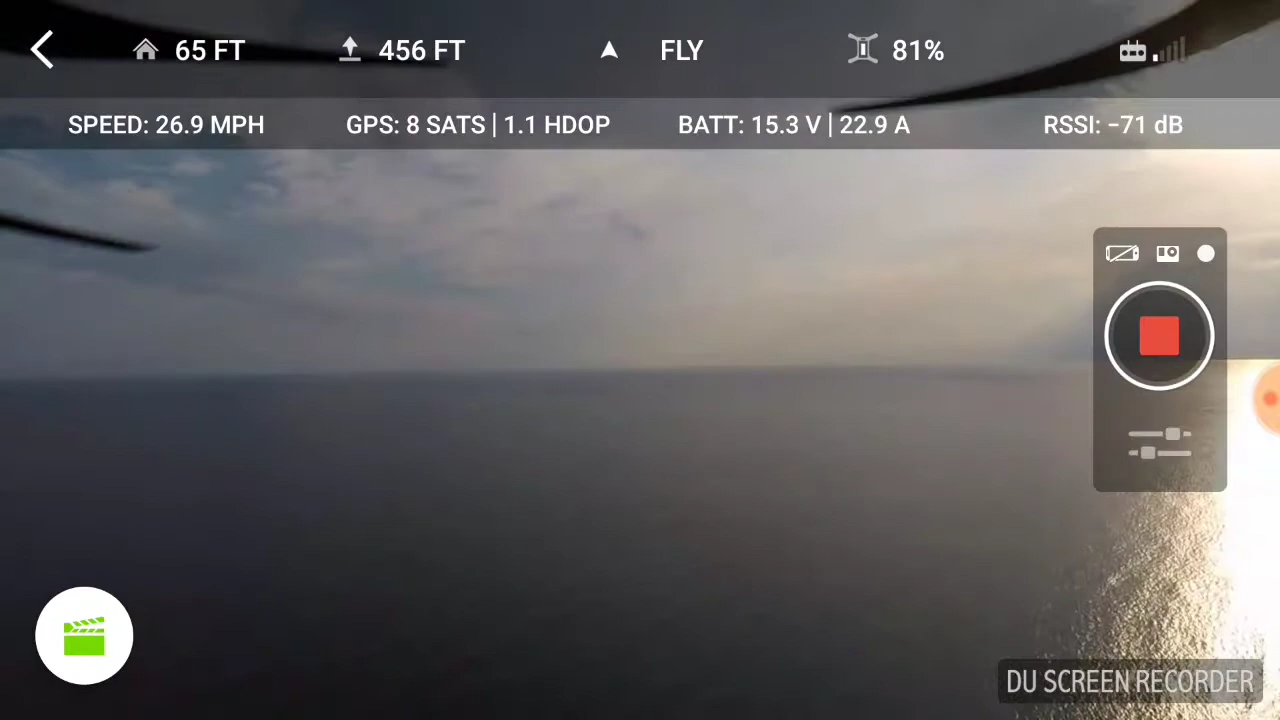 65 FT 456 FT FLY 81%
SPEED: 26.9 MPH GPS: 8 SATS | 1.1 HDOP BATT: 15.3 V | 22.9 A RSSI: −71 dB
DU SCREEN RECORDER